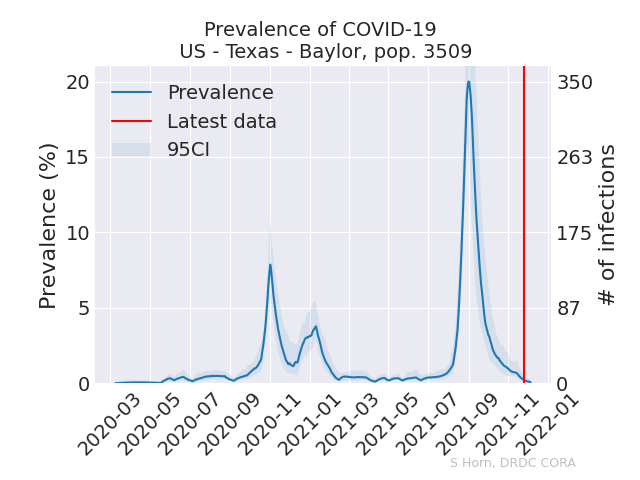 Prevalence of COVID-19
US - Texas - Baylor, pop. 3509
Prevalence
Latest data
95CI
Prevalence (%)
20
15
10
5
0
350
263
175
87
0
# of infections
2020-03
2020-05
2020-07
2020-09
2020-11
2021-01
2021-03
2021-05
2021-07
2021-09
2021-11
2022-01
S Horn, DRDC CORA